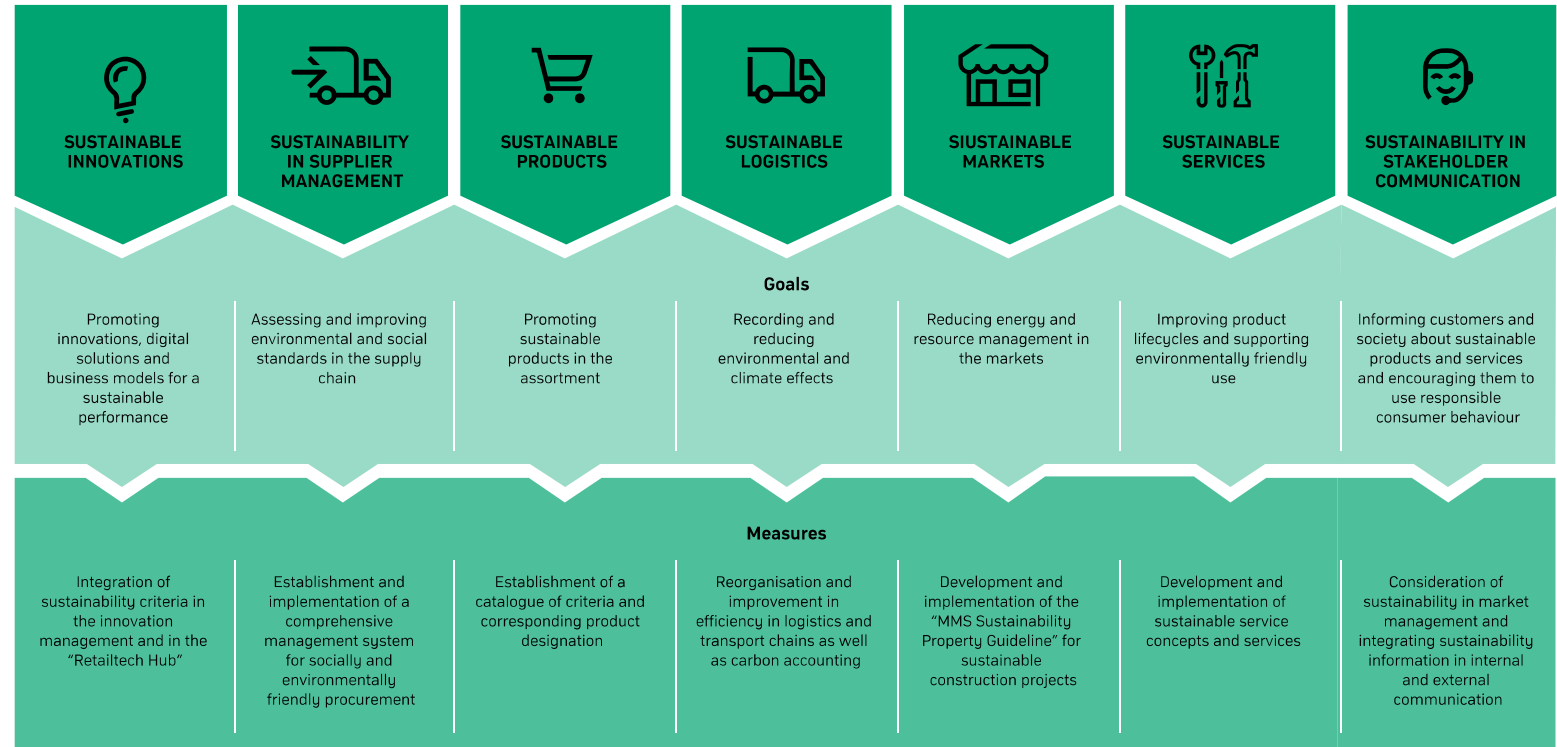 SUSTAINABLE
INNOVATIONS
SUSTAINABILITY
IN SUPPLIER
MANAGEMENT
SUSTAINABLE
PRODUCTS
SUSTAINABLE
LOGISTICS
SIUSTAINABLE
MARKETS
SUSTAINABLE
SERVICES
SUSTAINABILITY IN
STAKEHOLDER
COMMUNICATION
Goals
Promoting
innovations, digital
solutions and
business models for a
sustainable
performance
Assessing and improving
environmental and social
standards in the supply
chain
Promoting
sustainable
products in the
assortment
Recording and
reducing
environmental and
climate effects
Reducing energy and
resource management in
the markets
Improving product
lifecycles and supporting
environmentally friendly
use
Informing customers and
society about sustainable
products and services
and encouraging them to
use responsible
consumer behaviour
Measures
Integration of
sustainability criteria in
the innovation
management and in the
“Retailtech Hub”
Establishment and
implementation of a
comprehensive
management system
for socially and
environmentally
friendly procurement
Establishment of a
catalogue of criteria and
corresponding product
designation
Reorganisation and
improvement in
efficiency in logistics and
transport chains as well
as carbon accounting
Development and
implementation of the
“MMS Sustainability
Property Guideline” for
sustainable
construction projects
Development and
implementation of
sustainable service
concepts and services
Consideration of
sustainability in market
management and
integrating sustainability
information in internal
and external
communication